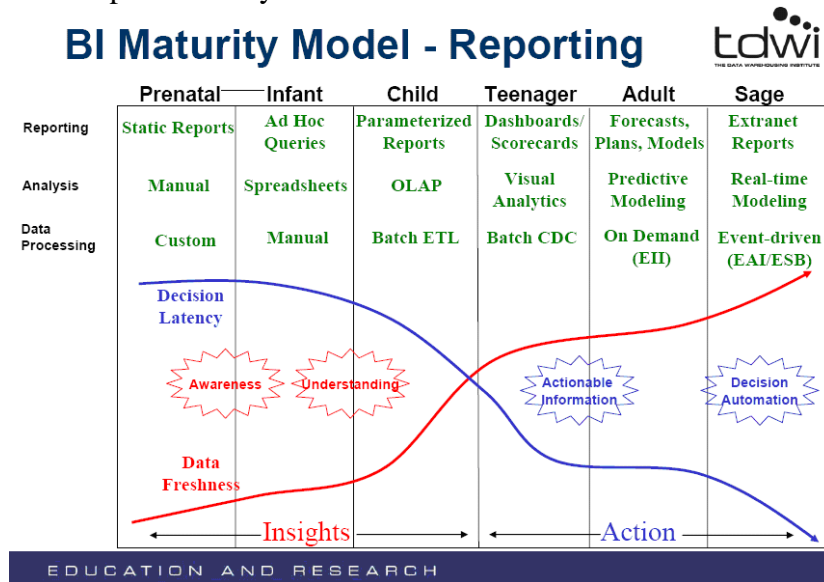 BI Maturity Model - Reporting
tdwi
THE DATA WAREHOUSING INSTITUTE
Prenatal Infant Child Teenager Adult Sage
Reporting
Static Reports
Ad Hoc
Queries
Parameterized
Reports
Dashboards/
Scorecards
Forecasts,
Plans, Models
Extranet
Reports
Analysis
Manual
Spreadsheets
OLAP
Visual
Analytics
Predictive
Modeling
Real-time
Modeling
Data
Processing
Custom
Manual
Batch ETL
Batch CDC
On Demand
(EII)
Event-driven
(EAI/ESB)
Decision
Latency
Awareness
Understanding
Actionable
Information
Decision
Automation
Data
Freshness
Insights
Action
EDUCATION AND RESEARCH